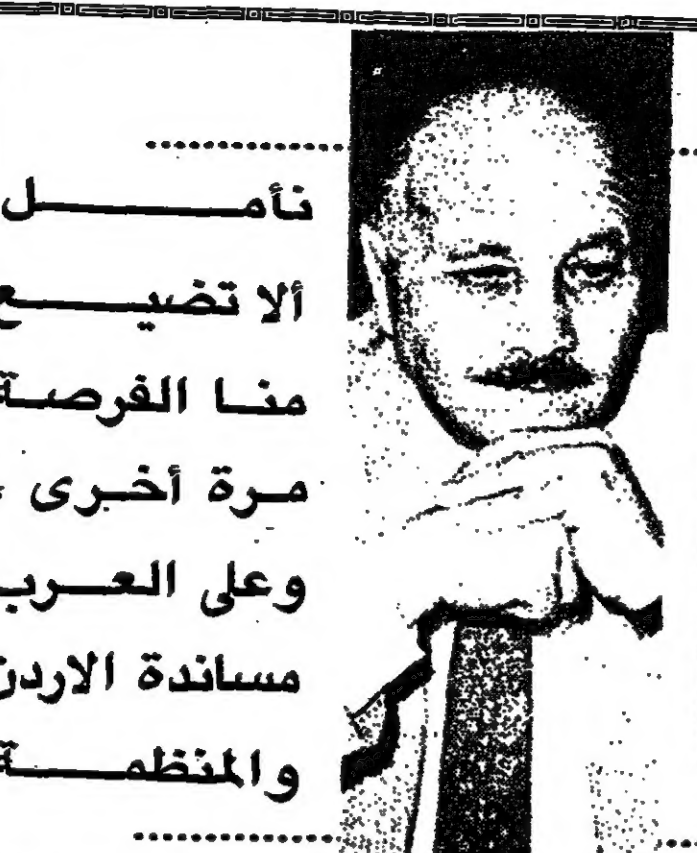 نأمل
ألا تضيع
منا الفرصة
مرة أخرى ،
وعلى العرب
مساندة الاردن
والمنظمة